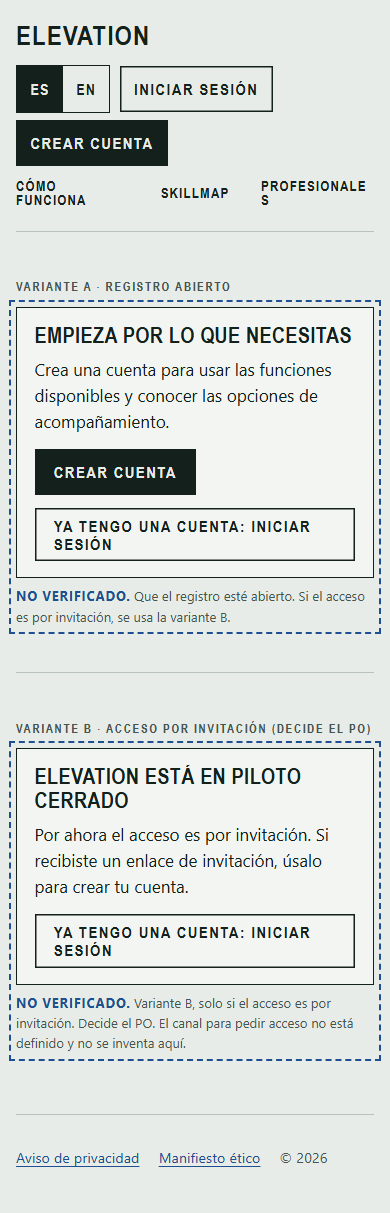 ELEVATION
ES EN INICIAR SESIÓN
CREAR CUENTA
CÓMO FUNCIONA
SKILLMAP
PROFESIONALES
VARIANTE A · REGISTRO ABIERTO
EMPIEZA POR LO QUE NECESITAS
Crea una cuenta para usar las funciones
disponibles y conocer las opciones de
acompañamiento.
CREAR CUENTA
YA TENGO UNA CUENTA: INICIAR
SESIÓN
NO VERIFICADO. Que el registro esté abierto. Si el acceso
es por invitación, se usa la variante B.
VARIANTE B · ACCESO POR INVITACIÓN (DECIDE EL PO)
ELEVATION ESTÁ EN PILOTO
CERRADO
Por ahora el acceso es por invitación. Si
recibiste un enlace de invitación, úsalo
para crear tu cuenta.
YA TENGO UNA CUENTA: INICIAR
SESIÓN
NO VERIFICADO. Variante B, solo si el acceso es por
invitación. Decide el PO. El canal para pedir acceso no está
definido y no se inventa aquí.
Aviso de privacidad Manifiesto ético © 2026